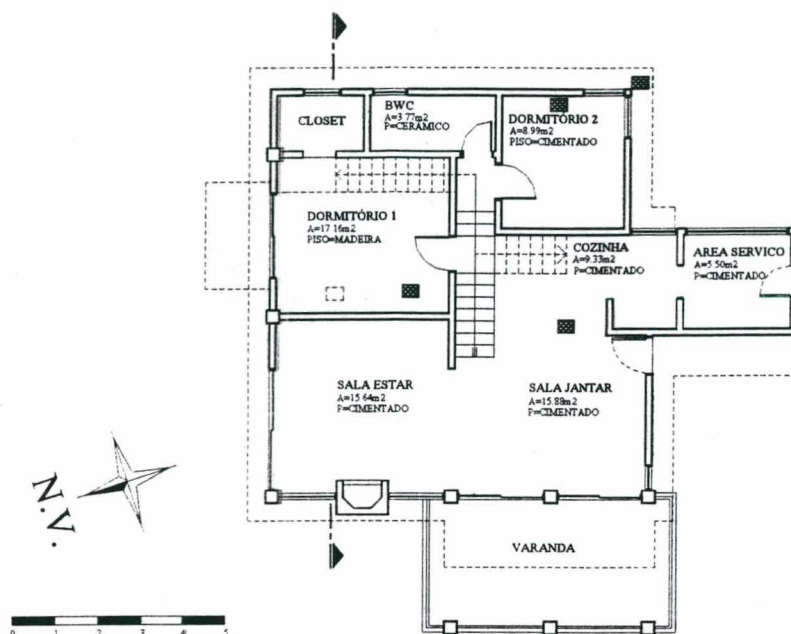 CLOSET
BWC
A=3.77m2
P=CERAMICO
DORMITÓRIO 2
A=8.99m2
PISO=CIMENTADO
DORMITÓRIO 1
A=17.16m2
PISO=MADEIRA
COZINHA
A=9.33m2
P=CIMENTADO
AREA SERVICO
A=5.50m2
P=CIMENTADO
SALA ESTAR
A=15.64m2
P=CIMENTADO
SALA JANTAR
A=15.88m2
P=CIMENTADO
N.V.
VARANDA
0 1 2 3 4 5